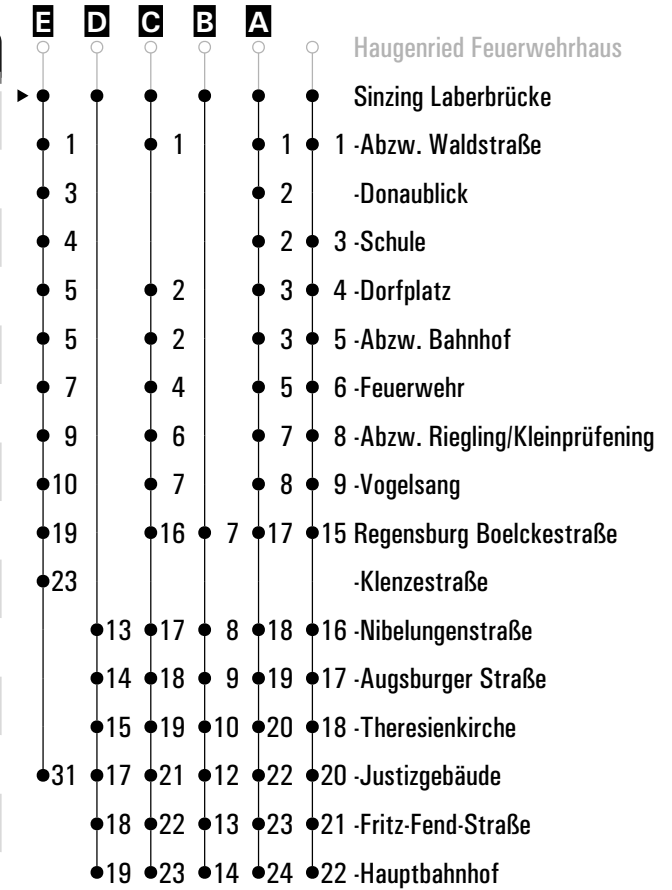 E D C B A
Haugenried Feuerwehrhaus
Sinzing Laberbrücke
1 1 1 1 -Abzw. Waldstraße
3 2 -Donaublick
4 2 3 -Schule
5 2 3 4 -Dorfplatz
5 2 3 5 -Abzw. Bahnhof
7 4 5 6 -Feuerwehr
9 6 7 8 -Abzw. Riegling/Kleinprüfening
10 7 8 9 -Vogelsang
19 16 7 17 15 Regensburg Boelckestraße
23 -Klenzestraße
13 17 8 18 16 -Nibelungenstraße
14 18 9 19 17 -Augsburger Straße
15 19 10 20 18 -Theresienkirche
31 17 21 12 22 20 -Justizgebäude
18 22 13 23 21 -Fritz-Fend-Straße
19 23 14 24 22 -Hauptbahnhof